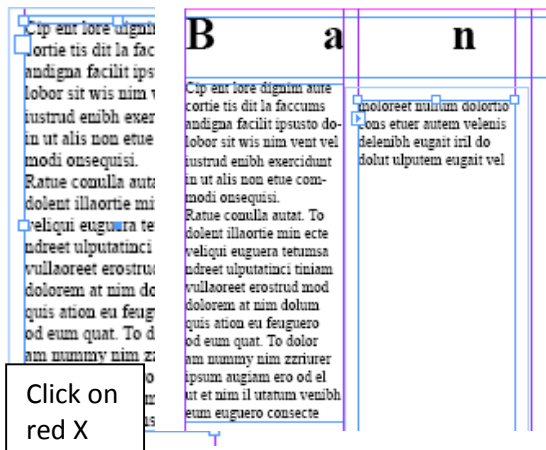 Cip ent lore dignim
cortie tis dit la fac
andigna facilit ips
lobor sit wis nim v
iustrud enibh exer
in ut alis non etue
modi onsequisi.
Ratue conulla auta
dolent illaortie mi
veliqui euguera te
ndreet ulputatinci
vullaoreet erostrud
dolorem at nim do
quis ation eu feug
od eum quat. To d
am nummy nim zz
Click on
red X
B a n
Cip ent lore dignim aute
cortie tis dit la faccums
andigna facilit ipsusto do-
lobor sit wis nim vent vel
iustrud enibh exercidunt
in ut alis non etue com-
modi onsequisi.
Ratue conulla autat. To
dolent illaortie min ecte
veliqui euguera tetumsa
ndreet ulputatinci tiniam
vullaoreet erostrud mod
dolorem at nim dolum
quis ation eu feuguero
od eum quat. To dolor
am nummy nim zzriurer
ipsum augiam ero od el
ut et nim il utatum venibh
eum euguero consecte
moloreet nullum dolortio
cons etuer autem velenis
delenibh eugait iril do
dolut ulputem eugait vel